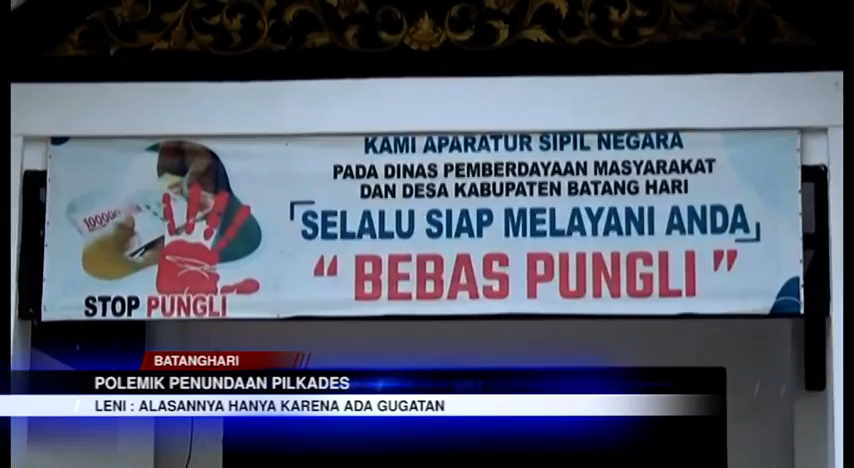 KAMI APARATUR SIPIL NEGARA
PADA DINAS PEMBERDAYAAN MASYARAKAT
DAN DESA KABUPATEN BATANG HARI
SELALU SIAP MELAYANI ANDA
“ BEBAS PUNGLI ”
100000
STOP PUNGLI
BATANGHARI
POLEMIK PENUNDAAN PILKADES
LENI : ALASANNYA HANYA KARENA ADA GUGATAN